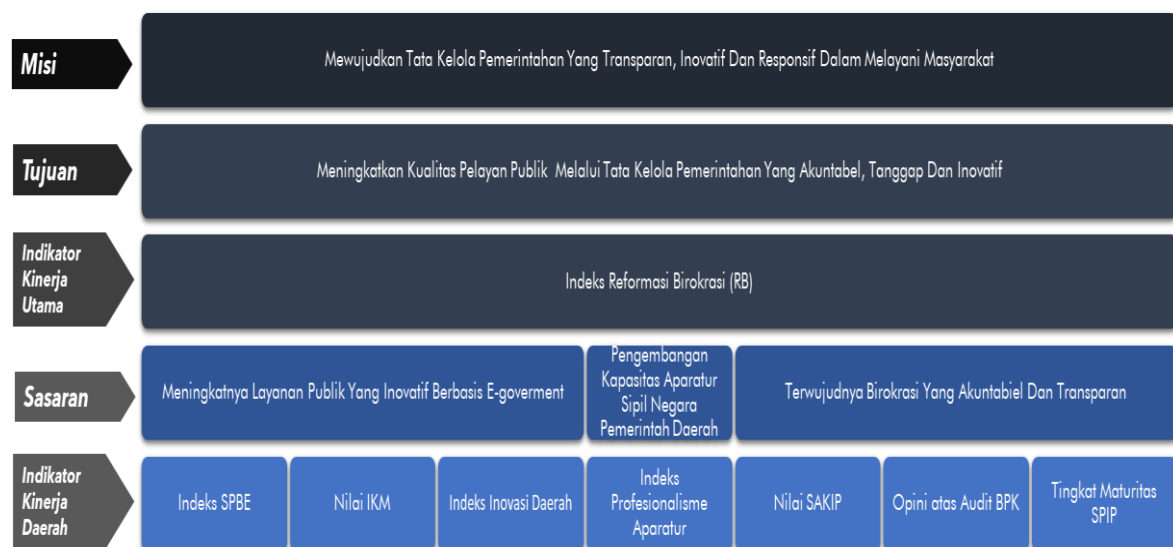 Misi
Mewujudkan Tata Kelola Pemerintahan Yang Transparan, Inovatif Dan Responsif Dalam Melayani Masyarakat
Tujuan
Meningkatkan Kualitas Pelayan Publik Melalui Tata Kelola Pemerintahan Yang Akuntabel, Tanggap Dan Inovatif
Indikator
Kinerja
Utama
Indeks Reformasi Birokrasi (RB)
Sasaran
Meningkatnya Layanan Publik Yang Inovatif Berbasis E-goverment
Pengembangan
Kapasitas Aparatur
Sipil Negara
Pemerintah Daerah
Terwujudnya Birokrasi Yang Akuntabiel Dan Transparan
Indikator
Kinerja
Daerah
Indeks SPBE
Nilai IKM
Indeks Inovasi Daerah
Indeks
Profesionalisme
Aparatur
Nilai SAKIP
Opini atas Audit BPK
Tingkat Maturitas
SPIP